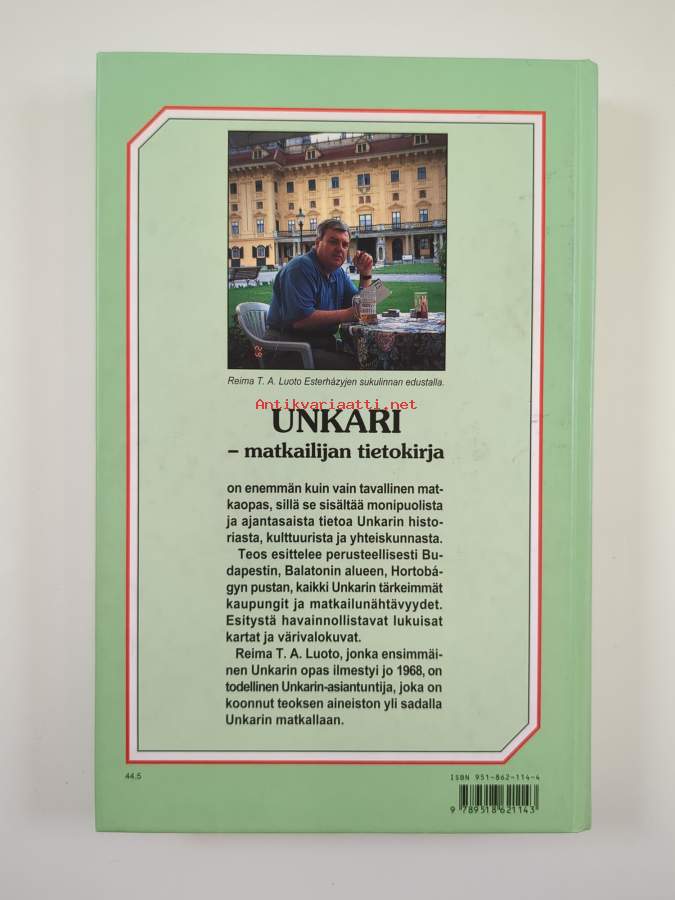 Reima T. A. Luoto Esterházyjen sukulinnan edustalla.
Antikvariaatti.net
UNKARI
– matkailijan tietokirja
on enemmän kuin vain tavallinen mat-
kaopas, sillä se sisältää monipuolista
ja ajantasaista tietoa Unkarin histo-
riasta, kulttuurista ja yhteiskunnasta.
Teos esittelee perusteellisesti Bu-
dapestin, Balatonin alueen, Hortobá-
gyn pustan, kaikki Unkarin tärkeimmät
kaupungit ja matkailunähtävyydet.
Esitystä havainnollistavat lukuisat
kartat ja värivalokuvat.
Reima T. A. Luoto, jonka ensimmäi-
nen Unkarin opas ilmestyi jo 1968, on
todellinen Unkarin-asiantuntija, joka on
koonnut teoksen aineiston yli sadalla
Unkarin matkallaan.
44.5
ISBN 951-862-114-4
9 789518 621143